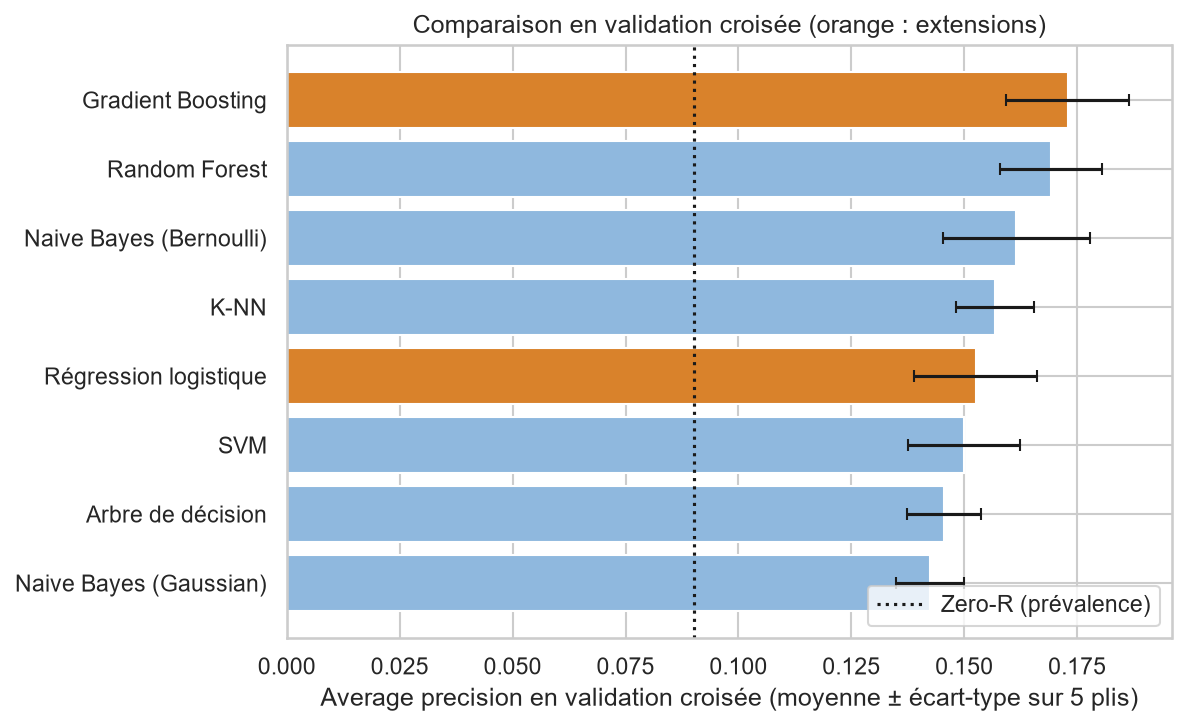 Comparaison en validation croisée (orange : extensions)
Gradient Boosting
Random Forest
Naive Bayes (Bernoulli)
K-NN
Régression logistique
SVM
Arbre de décision
Naive Bayes (Gaussian)
Zero-R (prévalence)
0.000 0.025 0.050 0.075 0.100 0.125 0.150 0.175
Average precision en validation croisée (moyenne ± écart-type sur 5 plis)